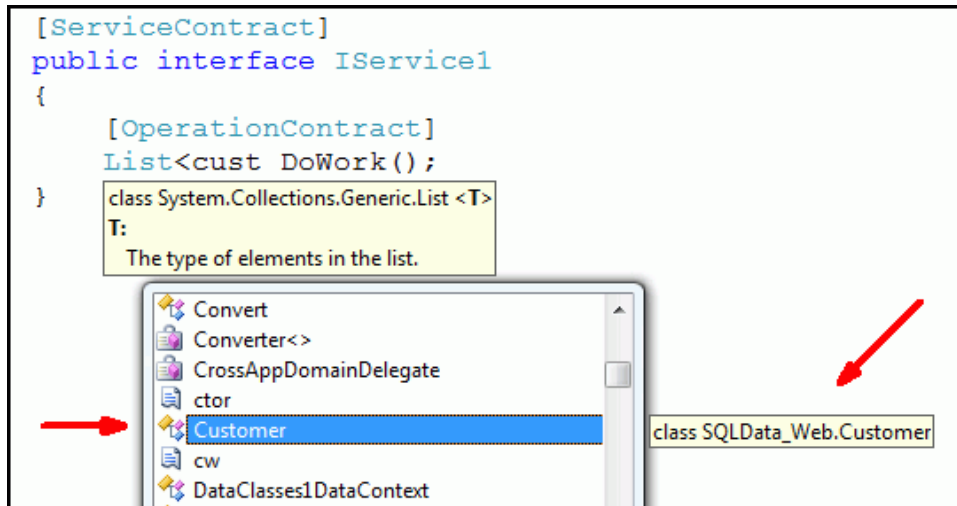 [ServiceContract]
public interface IService1
{
[OperationContract]
List<cust DoWork();
}
class System.Collections.Generic.List <T>
T:
The type of elements in the list.
Convert
Converter<>
CrossAppDomainDelegate
ctor
Customer
class SQLData_Web.Customer
cw
DataClasses1DataContext